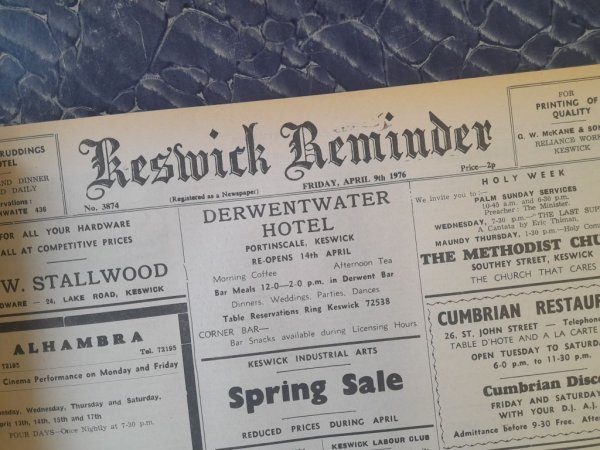 RUDDINGS
OTEL
AND DINNER
D DAILY
ervations :
NWAITE 436
Keswick Reminder
No. 3874
(Registered as a Newspaper)
FRIDAY, APRIL 9th 1976
Price—2p
FOR
PRINTING OF
QUALITY
G. W. McKANE & SON
RELIANCE WORK
KESWICK
FOR ALL YOUR HARDWARE
ALL AT COMPETITIVE PRICES
W. STALLWOOD
DWARE — 24, LAKE ROAD, KESWICK
ALHAMBRA
72195
Tel. 72195
Cinema Performance on Monday and Friday
Tuesday, Wednesday, Thursday and Saturday,
April 13th, 14th, 15th and 17th
FOUR DAYS—Once Nightly at 7-30 p.m.
DERWENTWATER
HOTEL
PORTINSCALE, KESWICK
RE-OPENS 14th APRIL
Morning Coffee Afternoon Tea
Bar Meals 12-0—2-0 p.m. in Derwent Bar
Dinners, Weddings, Parties, Dances
Table Reservations Ring Keswick 72538
CORNER BAR—
Bar Snacks available during Licensing Hours
KESWICK INDUSTRIAL ARTS
Spring Sale
REDUCED PRICES DURING APRIL
KESWICK LABOUR CLUB
HOLY WEEK
We invite you to :—
PALM SUNDAY SERVICES
10-45 a.m. and 6-30 p.m.
Preacher : The Minister.
WEDNESDAY, 7-30 p.m.—"THE LAST SUP
A Cantata by Eric Thiman.
MAUNDY THURSDAY, 1-30 p.m.—Holy Com
THE METHODIST CHU
SOUTHEY STREET, KESWICK
THE CHURCH THAT CARES
CUMBRIAN RESTAU
26, ST. JOHN STREET — Telephone
TABLE D'HOTE AND A LA CARTE
OPEN TUESDAY TO SATURDA
6-0 p.m. to 11-30 p.m.
Cumbrian Disco
FRIDAY AND SATURDAY
WITH YOUR D.J. A.J.
Admittance before 9-30 Free. After